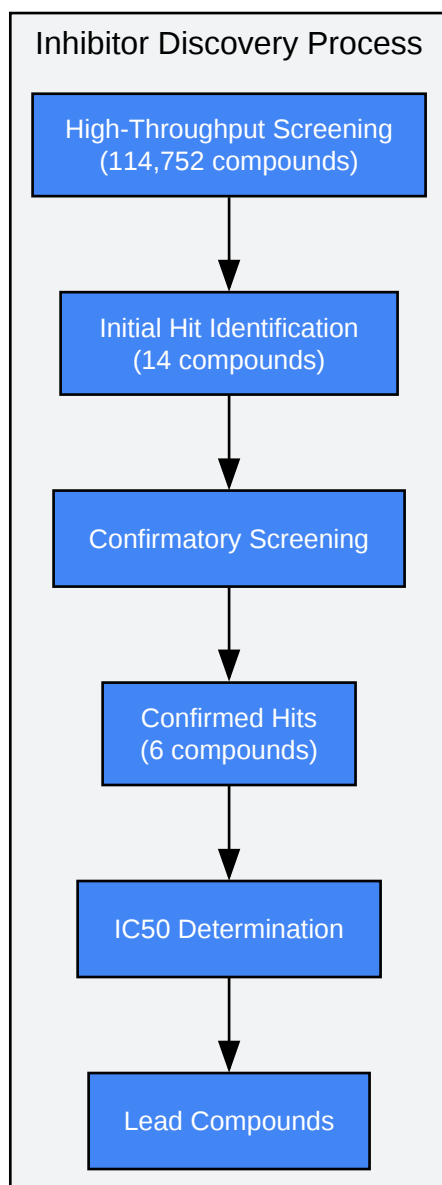 Inhibitor Discovery Process
High-Throughput Screening
(114,752 compounds)
Initial Hit Identification
(14 compounds)
Confirmatory Screening
Confirmed Hits
(6 compounds)
IC50 Determination
Lead Compounds